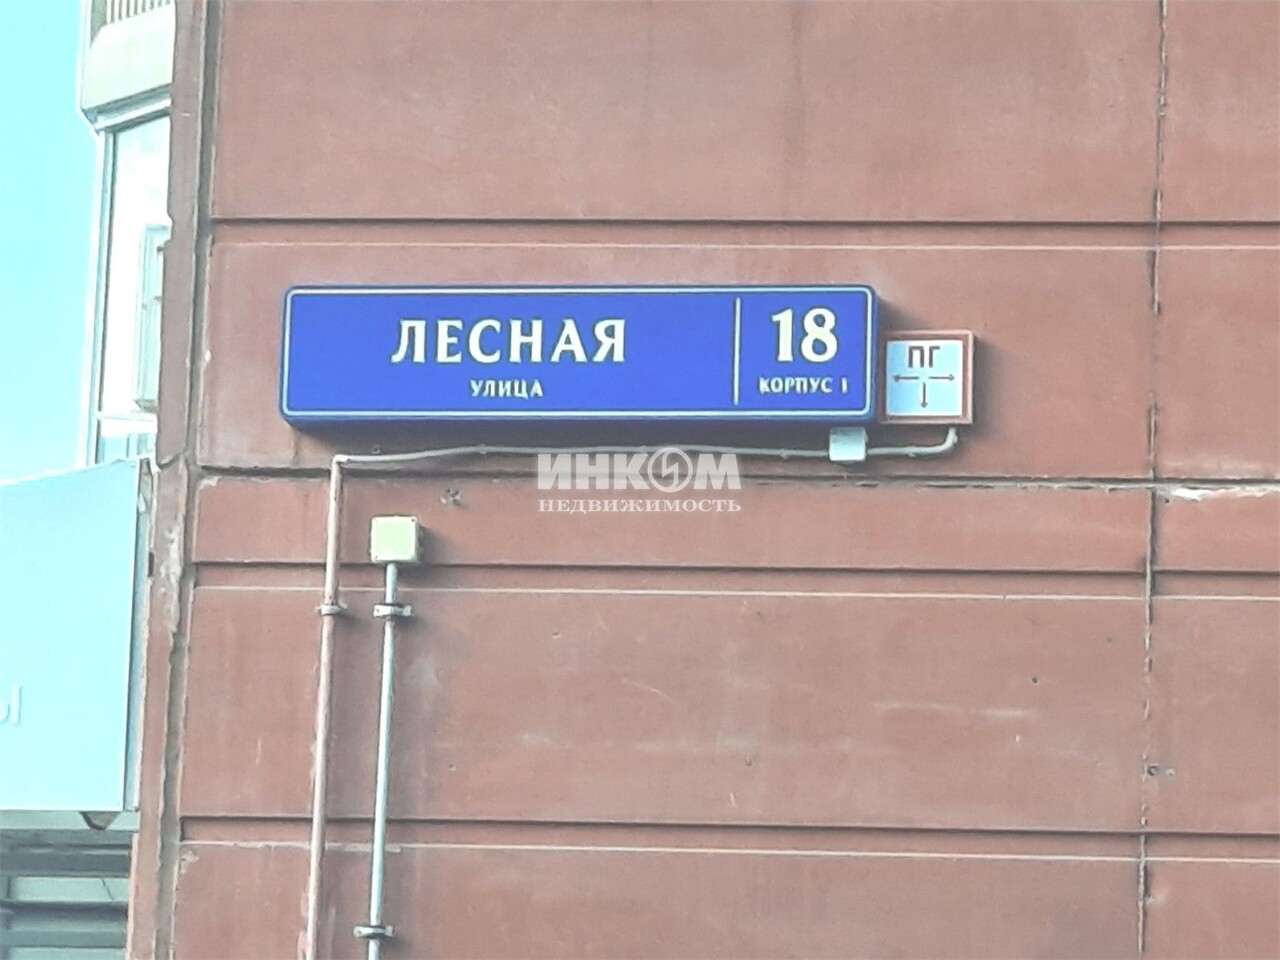 ЛЕСНАЯ
УЛИЦА
18
КОРПУС 1
ПГ
ИНКОМ
НЕДВИЖИМОСТЬ